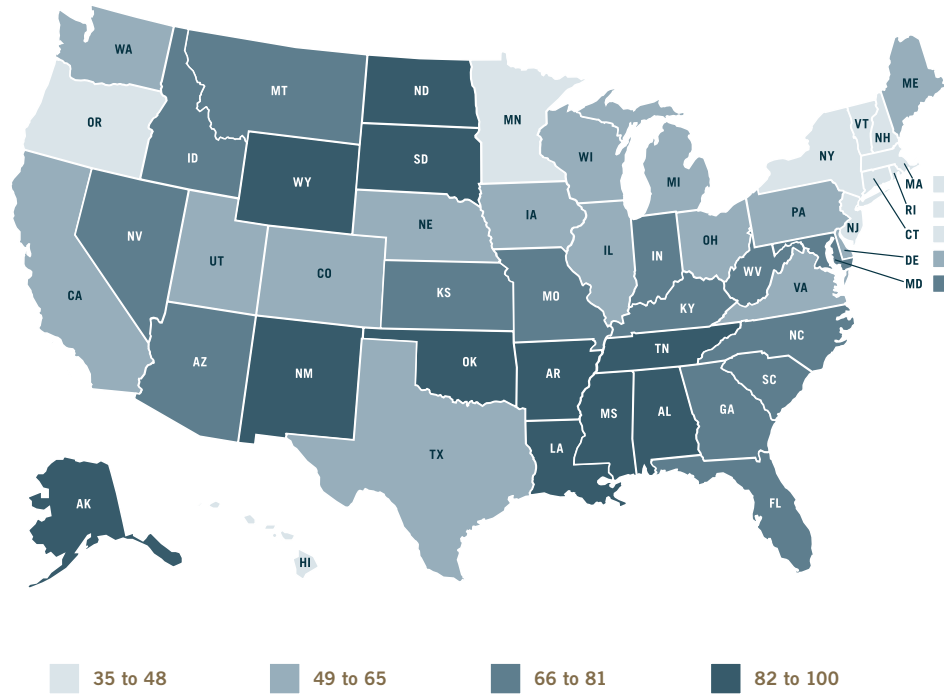 WA
ME
MT
ND
MN
OR
VT
NH
ID
SD
WI
NY
WY
MI
MA
RI
NE
IA
PA
NJ
CT
NV
OH
DE
UT
CO
IL
IN
WV
MD
CA
KS
MO
KY
VA
NC
AZ
NM
OK
AR
TN
SC
MS
AL
GA
TX
LA
AK
FL
HI
35 to 48
49 to 65
66 to 81
82 to 100